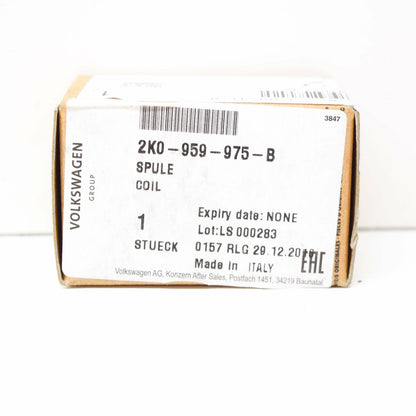 3847
VOLKSWAGEN
GROUP
2K0-959-975-B
SPULE
COIL
1
STUECK
Expiry date: NONE
Lot:LS 000283
0157 RLG 29.12.20
Made in ITALY
EAC
Volkswagen AG, Konzern After Sales, Postfach 1451, 34219 Baunatal